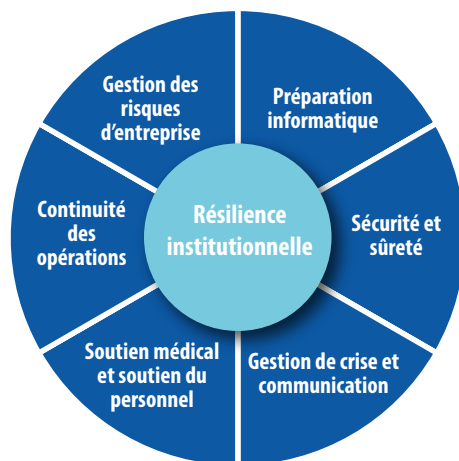 Gestion des
risques
d'entreprise
Préparation
informatique
Continuité
des
opérations
Résilience
institutionnelle
Sécurité et
sûreté
Soutien médical
et soutien du
personnel
Gestion de crise et
communication